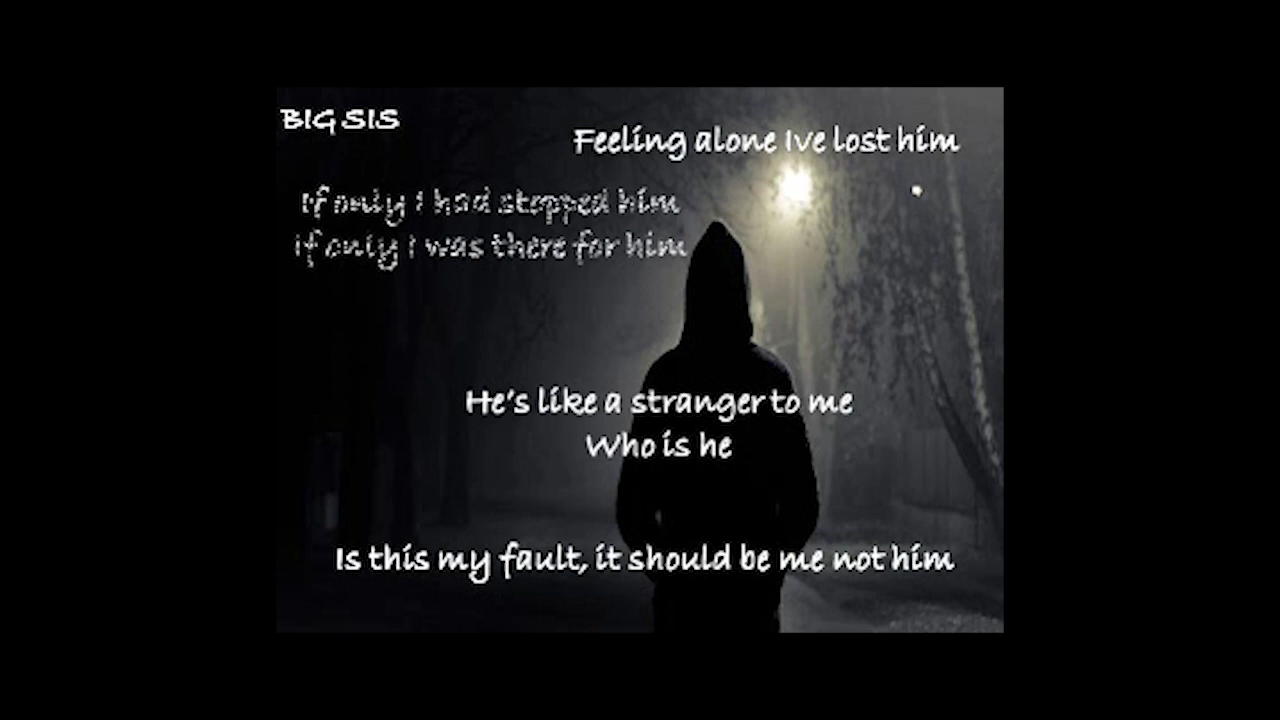 BIG SIS
Feeling alone Ive lost him
If only I had stopped him
If only I was there for him
He's like a stranger to me
Who is he
Is this my fault, it should be me not him